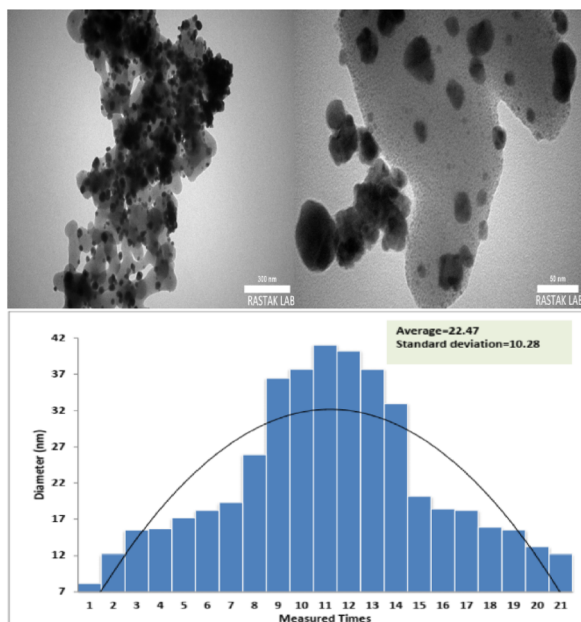 300 nm
RASTAK LAB
50 nm
RASTAK LAB
Average=22.47
Standard deviation=10.28
42
37
32
27
22
17
12
7
Diameter (nm)
1 2 3 4 5 6 7 8 9 10 11 12 13 14 15 16 17 18 19 20 21
Measured Times